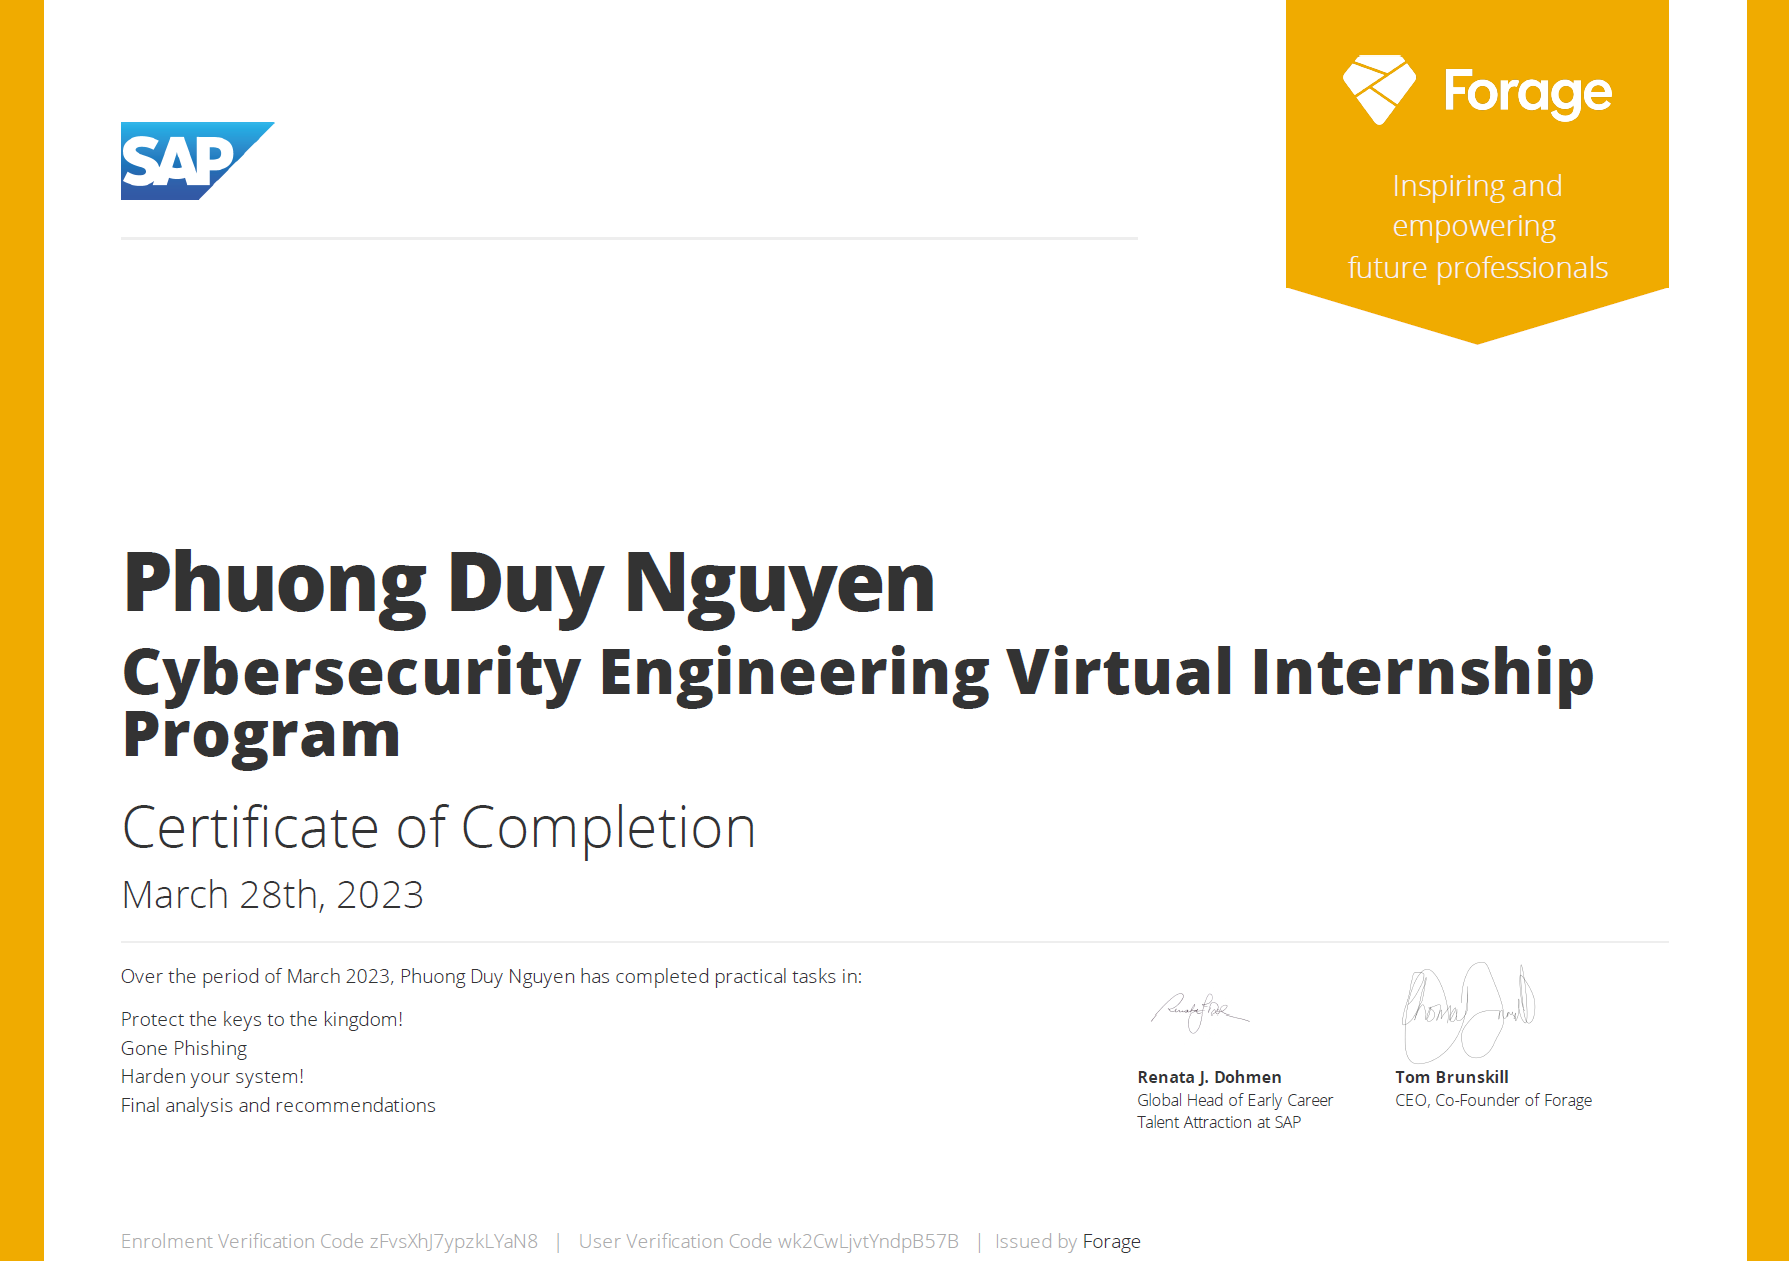 SAP
Forage
Inspiring and
empowering
future professionals
Phuong Duy Nguyen
Cybersecurity Engineering Virtual Internship
Program
Certificate of Completion
March 28th, 2023
Over the period of March 2023, Phuong Duy Nguyen has completed practical tasks in:
Protect the keys to the kingdom!
Gone Phishing
Harden your system!
Final analysis and recommendations
Renata J. Dohmen
Global Head of Early Career
Talent Attraction at SAP
Tom Brunskill
CEO, Co-Founder of Forage
Enrolment Verification Code zFvsXhJ7ypzkLYaN8 | User Verification Code wk2CwLjvtYndpB57B | Issued by Forage